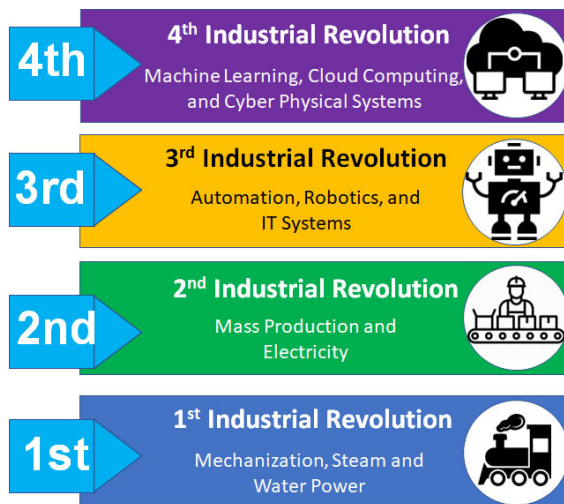 4th
4th Industrial Revolution
Machine Learning, Cloud Computing,
and Cyber Physical Systems
3rd
3rd Industrial Revolution
Automation, Robotics, and
IT Systems
2nd
2nd Industrial Revolution
Mass Production and
Electricity
1st
1st Industrial Revolution
Mechanization, Steam and
Water Power